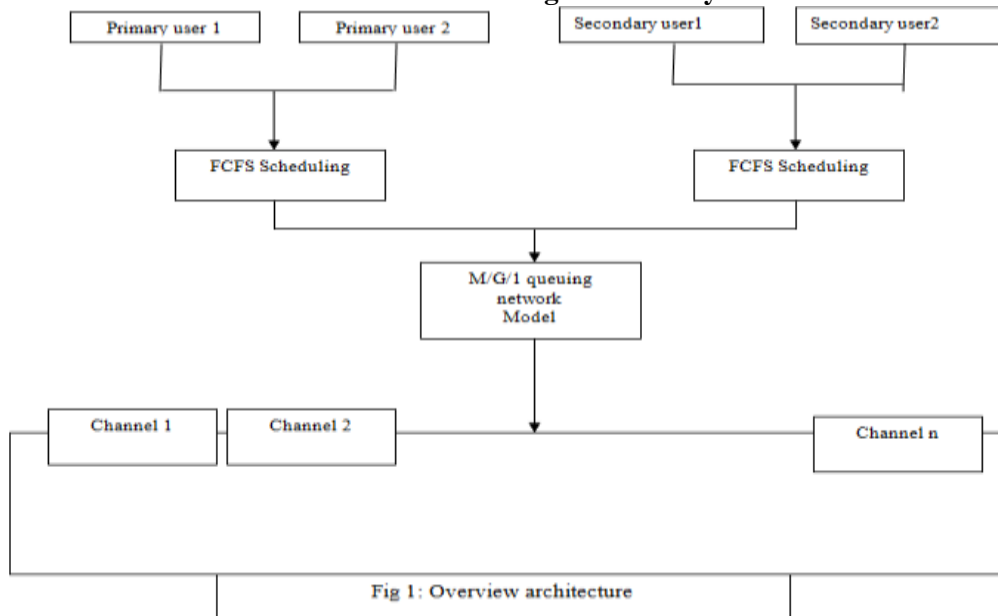 Primary user 1
Primary user 2
Secondary user1
Secondary user2
FCFS Scheduling
FCFS Scheduling
M/G/1 queuing
network
Model
Channel 1
Channel 2
Channel n
Fig 1: Overview architecture